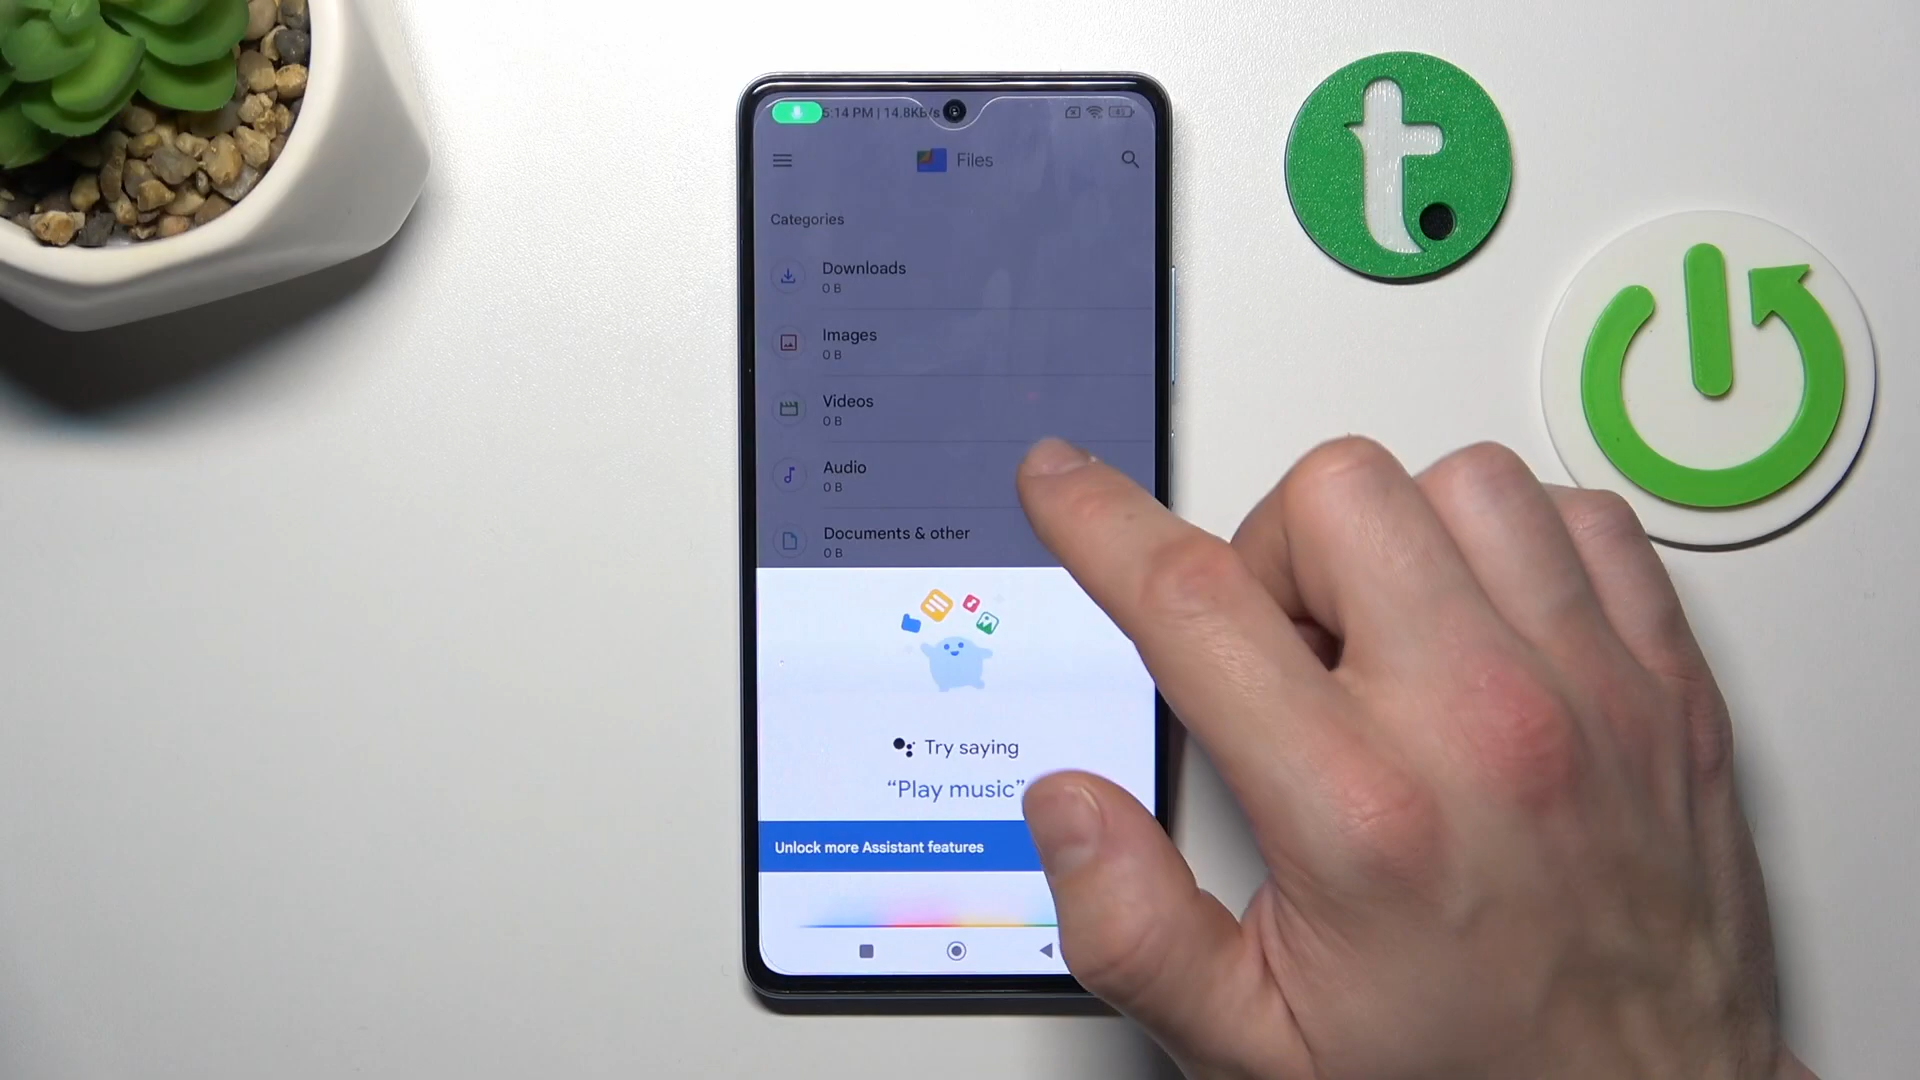 5:14 PM | 14.8KB/s
Files
Categories
Downloads
0 B
Images
0 B
Videos
0 B
Audio
0 B
Documents & other
0 B
Try saying
“Play music”
Unlock more Assistant features
t.